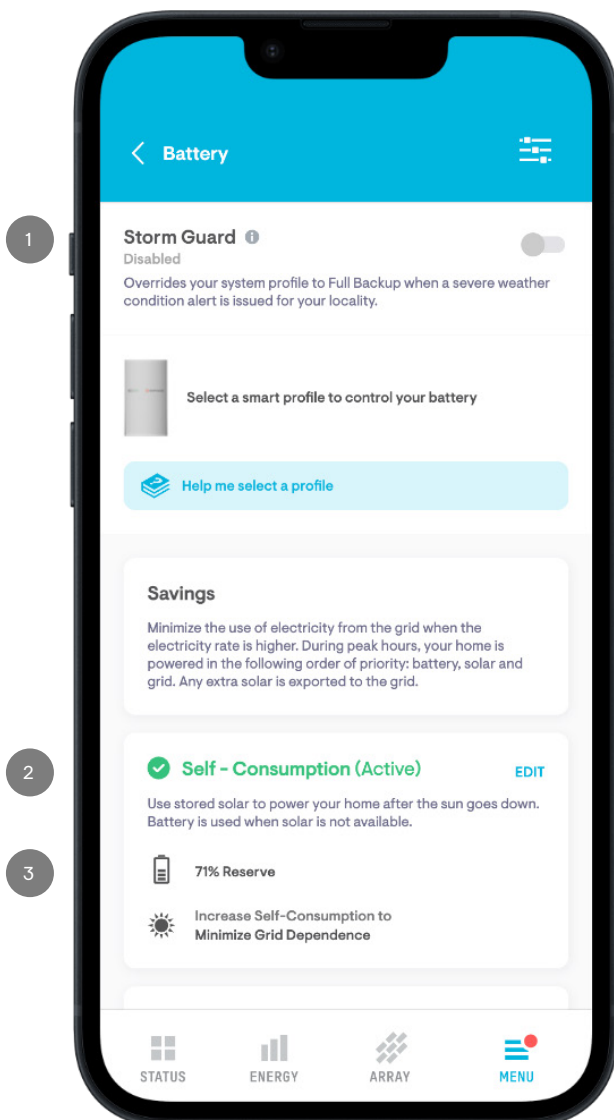 Battery
1
Storm Guard
Disabled
Overrides your system profile to Full Backup when a severe weather
condition alert is issued for your locality.
Select a smart profile to control your battery
Help me select a profile
Savings
Minimize the use of electricity from the grid when the
electricity rate is higher. During peak hours, your home is
powered in the following order of priority: battery, solar and
grid. Any extra solar is exported to the grid.
2
Self - Consumption (Active)
EDIT
Use stored solar to power your home after the sun goes down.
Battery is used when solar is not available.
3
71% Reserve
Increase Self-Consumption to
Minimize Grid Dependence
STATUS
ENERGY
ARRAY
MENU